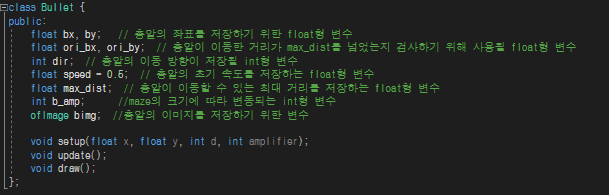 class Bullet {
public:
float bx, by; // 총알의 좌표를 저장하기 위한 float형 변수
float ori_bx, ori_by; // 총알이 이동한 거리가 max_dist를 넘었는지 검사하기 위해 사용될 float형 변수
int dir; // 총알의 이동 방향이 저장될 int형 변수
float speed = 0.5; // 총알의 초기 속도를 저장하는 float형 변수
float max_dist; // 총알이 이동할 수 있는 최대 거리를 저장하는 float형 변수
int b_amp; //maze의 크기에 따라 변동되는 int형 변수
ofImage bimg; //총알의 이미지를 저장하기 위한 변수
void setup(float x, float y, int d, int amplifier);
void update();
void draw();
};